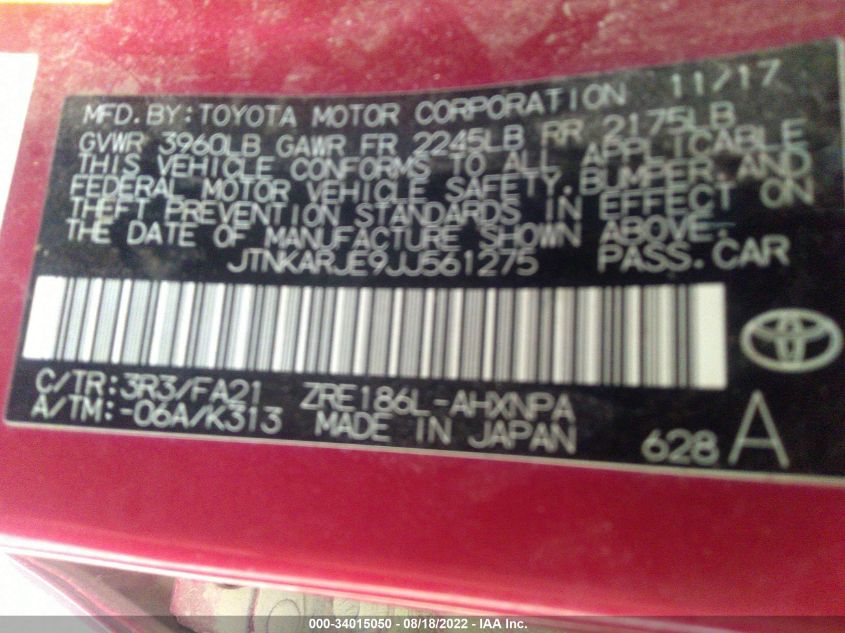 MFD. BY: TOYOTA MOTOR CORPORATION 11/17
GVWR 3960LB GAWR FR 2245LB RR 2175LB
THIS VEHICLE CONFORMS TO ALL APPLICABLE
FEDERAL MOTOR VEHICLE SAFETY, BUMPER, AND
THEFT PREVENTION STANDARDS IN EFFECT ON
THE DATE OF MANUFACTURE SHOWN ABOVE.
JTNKARJE9JJ561275 PASS. CAR
C/TR: 3R3/FA21 ZRE186L-AHXNPA
A/TM: -06A/K313 MADE IN JAPAN 628 A
000-34015050 - 08/18/2022 - IAA Inc.